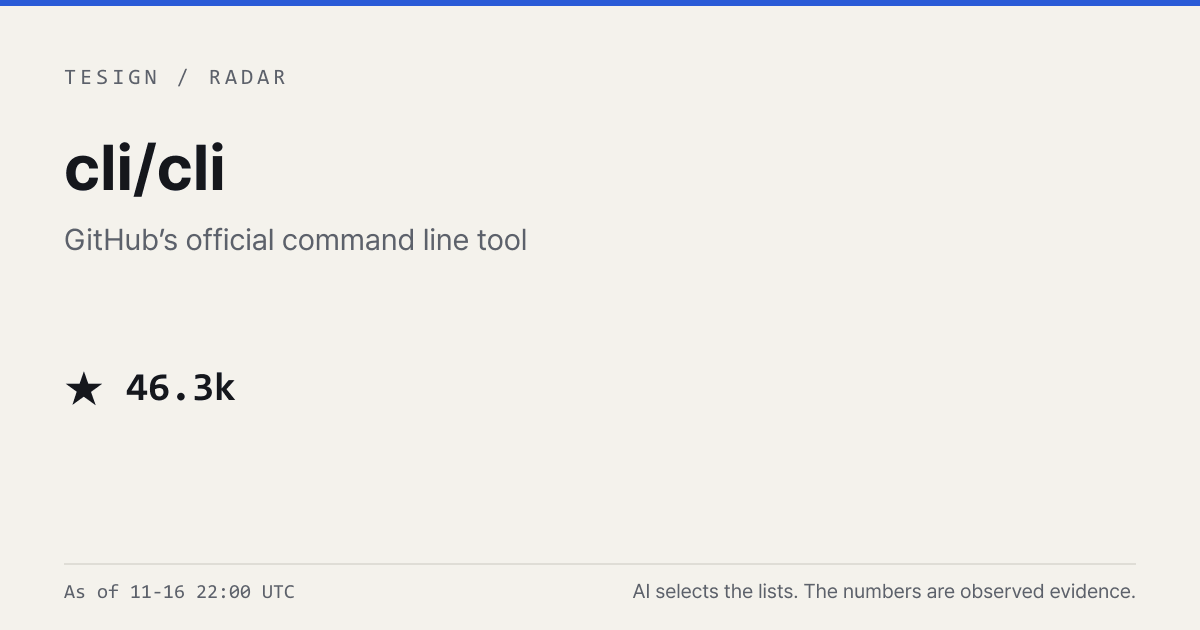 TESIGN / RADAR
cli/cli
GitHub’s official command line tool
★ 46.3k
As of 11-16 22:00 UTC
AI selects the lists. The numbers are observed evidence.